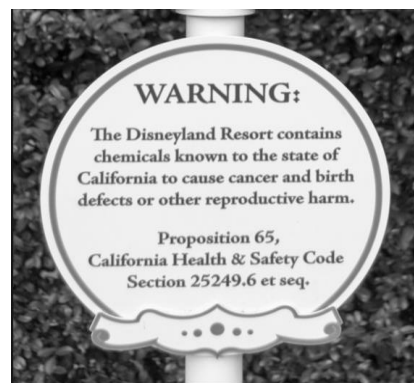 WARNING:
The Disneyland Resort contains
chemicals known to the state of
California to cause cancer and birth
defects or other reproductive harm.
Proposition 65,
California Health & Safety Code
Section 25249.6 et seq.